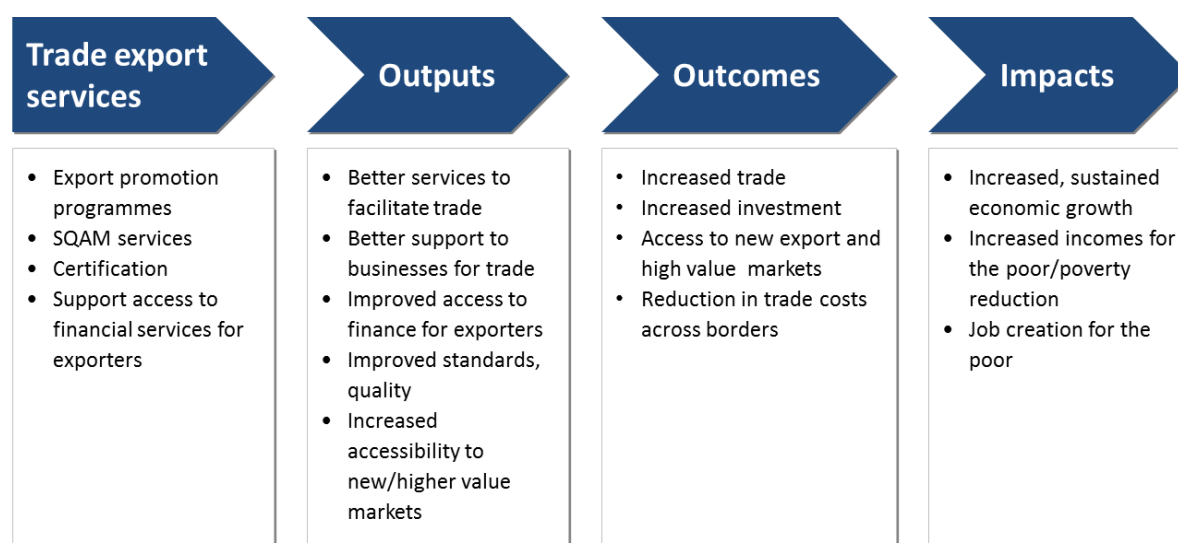 Trade export
services
Outputs
Outcomes
Impacts
• Export promotion
programmes
• SQAM services
• Certification
• Support access to
financial services for
exporters
• Better services to
facilitate trade
• Better support to
businesses for trade
• Improved access to
finance for exporters
• Improved standards,
quality
• Increased
accessibility to
new/higher value
markets
• Increased trade
• Increased investment
• Access to new export and
high value markets
• Reduction in trade costs
across borders
• Increased, sustained
economic growth
• Increased incomes for
the poor/poverty
reduction
• Job creation for the
poor